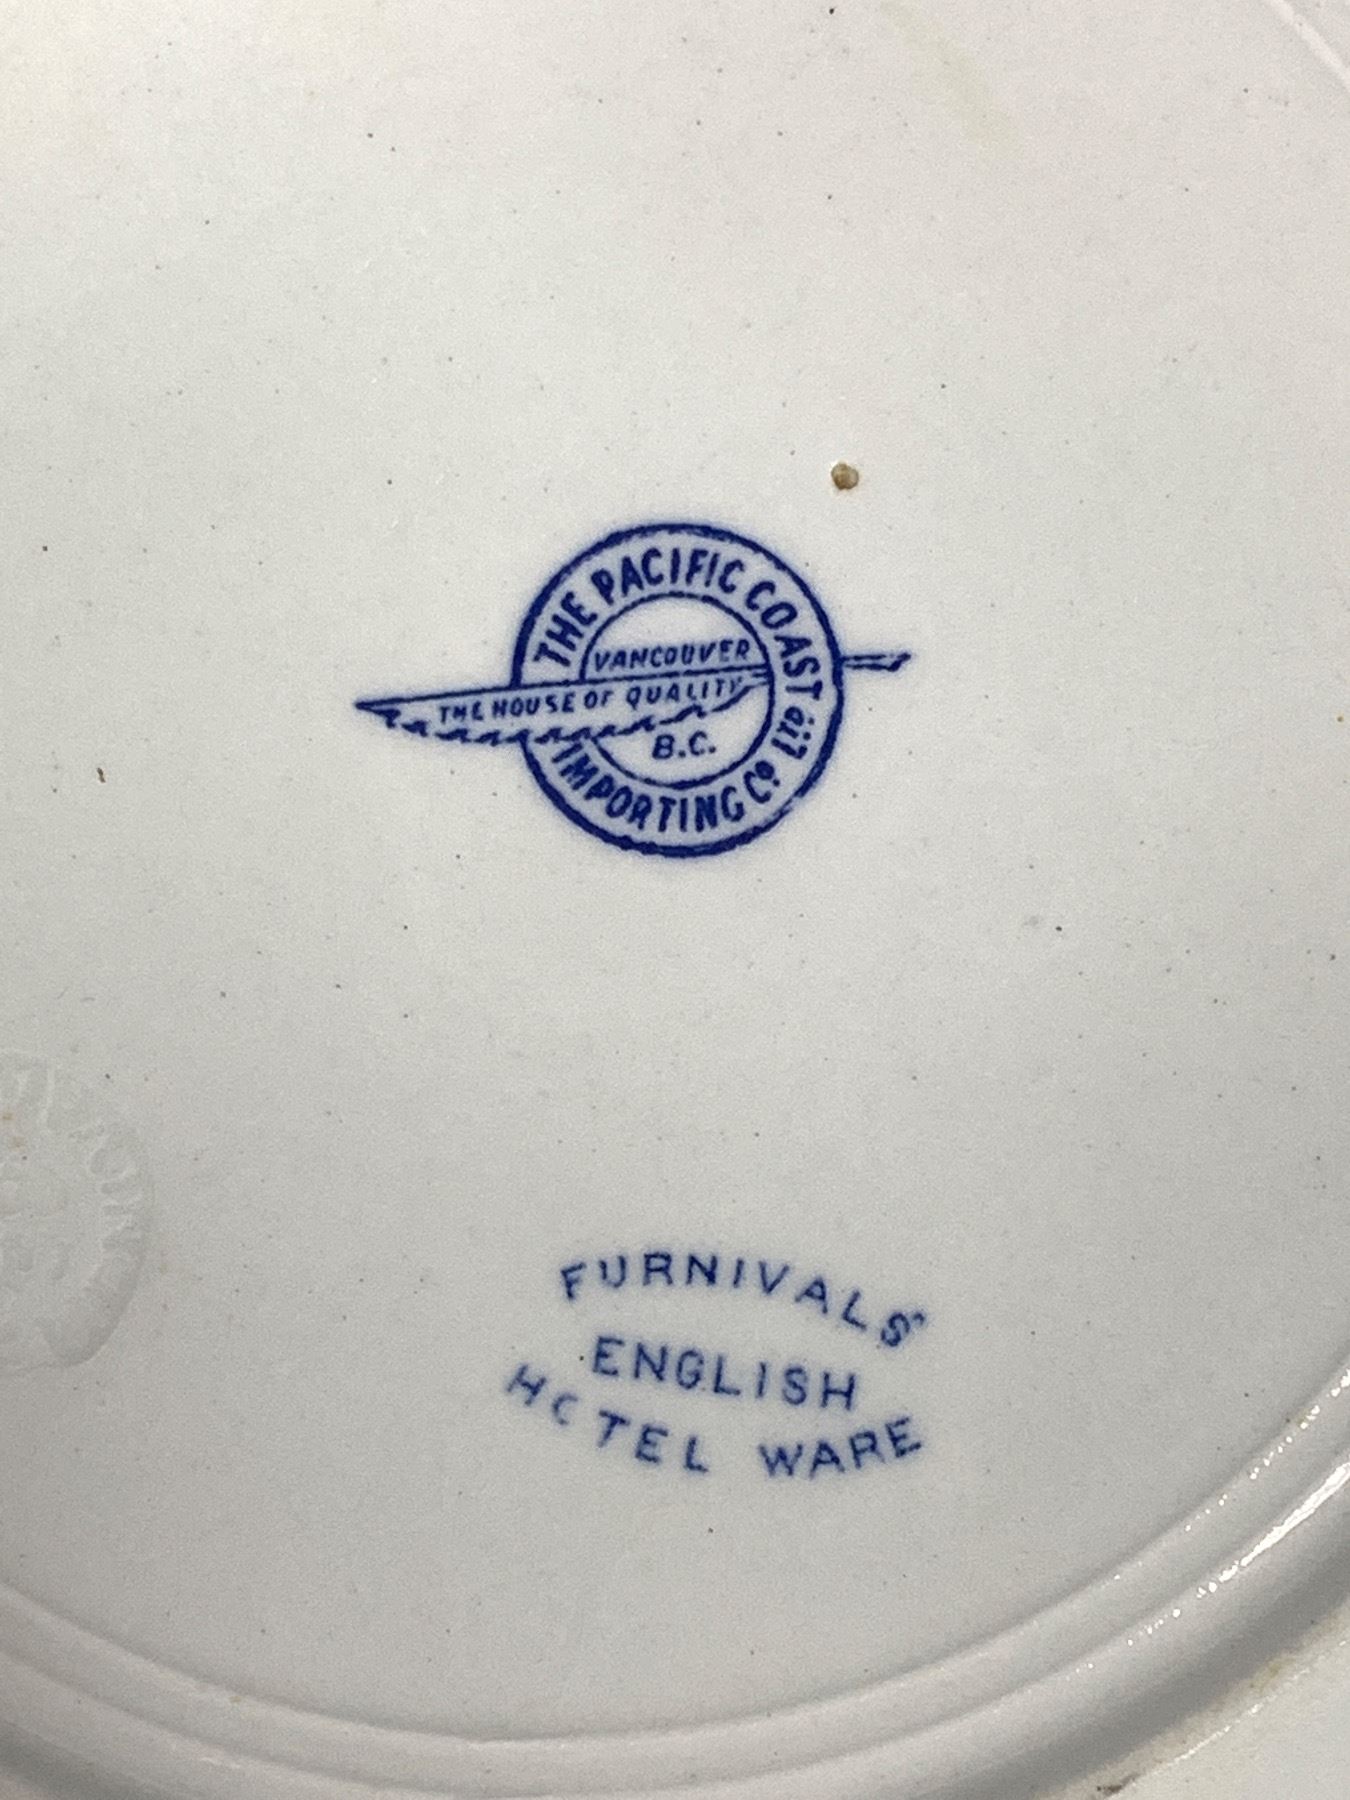 THE PACIFIC COAST
IMPORTING Co. LTD
VANCOUVER
THE HOUSE OF QUALITY
B.C.
FURNIVALS'
ENGLISH
HOTEL WARE